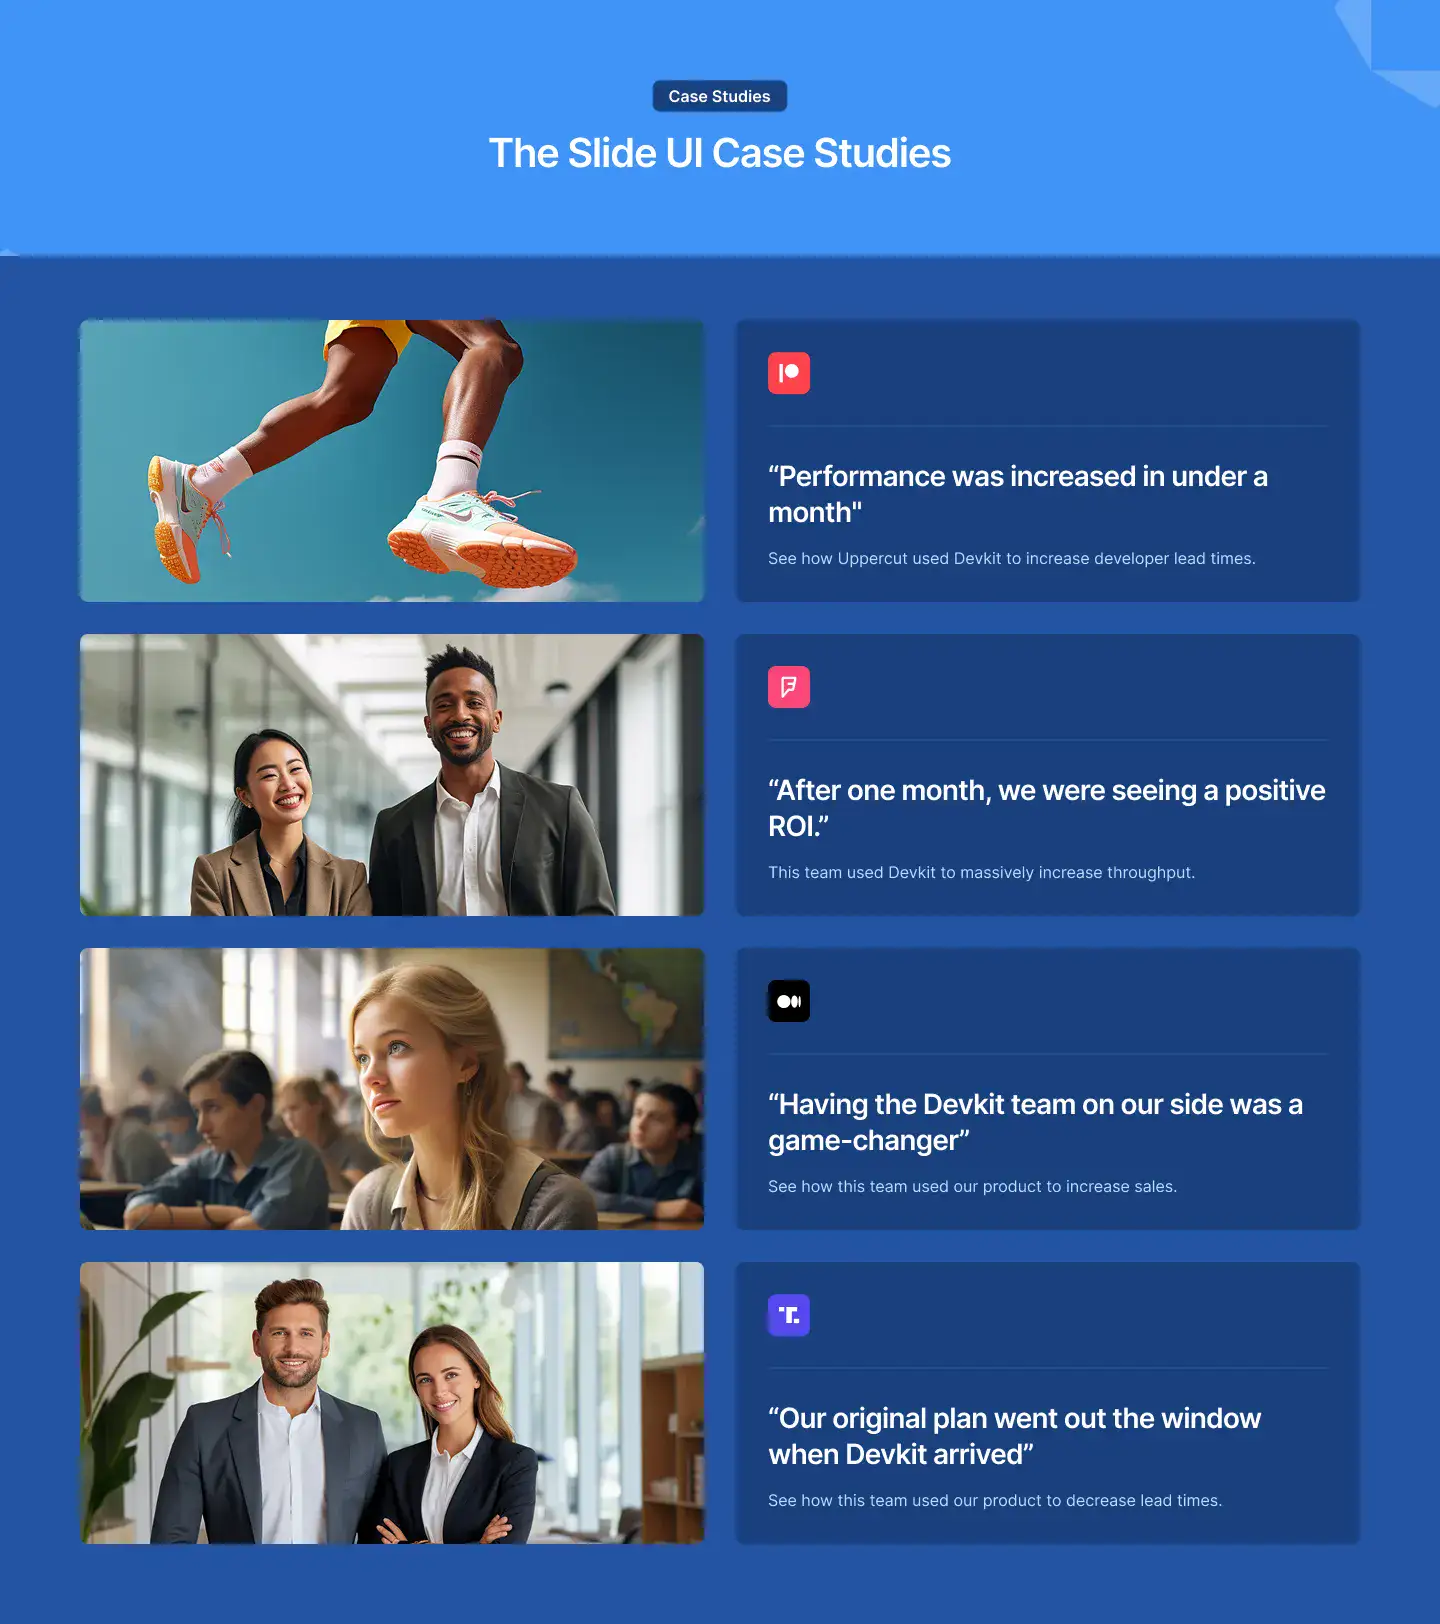 Case Studies
The Slide UI Case Studies
“Performance was increased in under a
month"
See how Uppercut used Devkit to increase developer lead times.
“After one month, we were seeing a positive
ROI.”
This team used Devkit to massively increase throughput.
“Having the Devkit team on our side was a
game-changer”
See how this team used our product to increase sales.
T.
“Our original plan went out the window
when Devkit arrived”
See how this team used our product to decrease lead times.